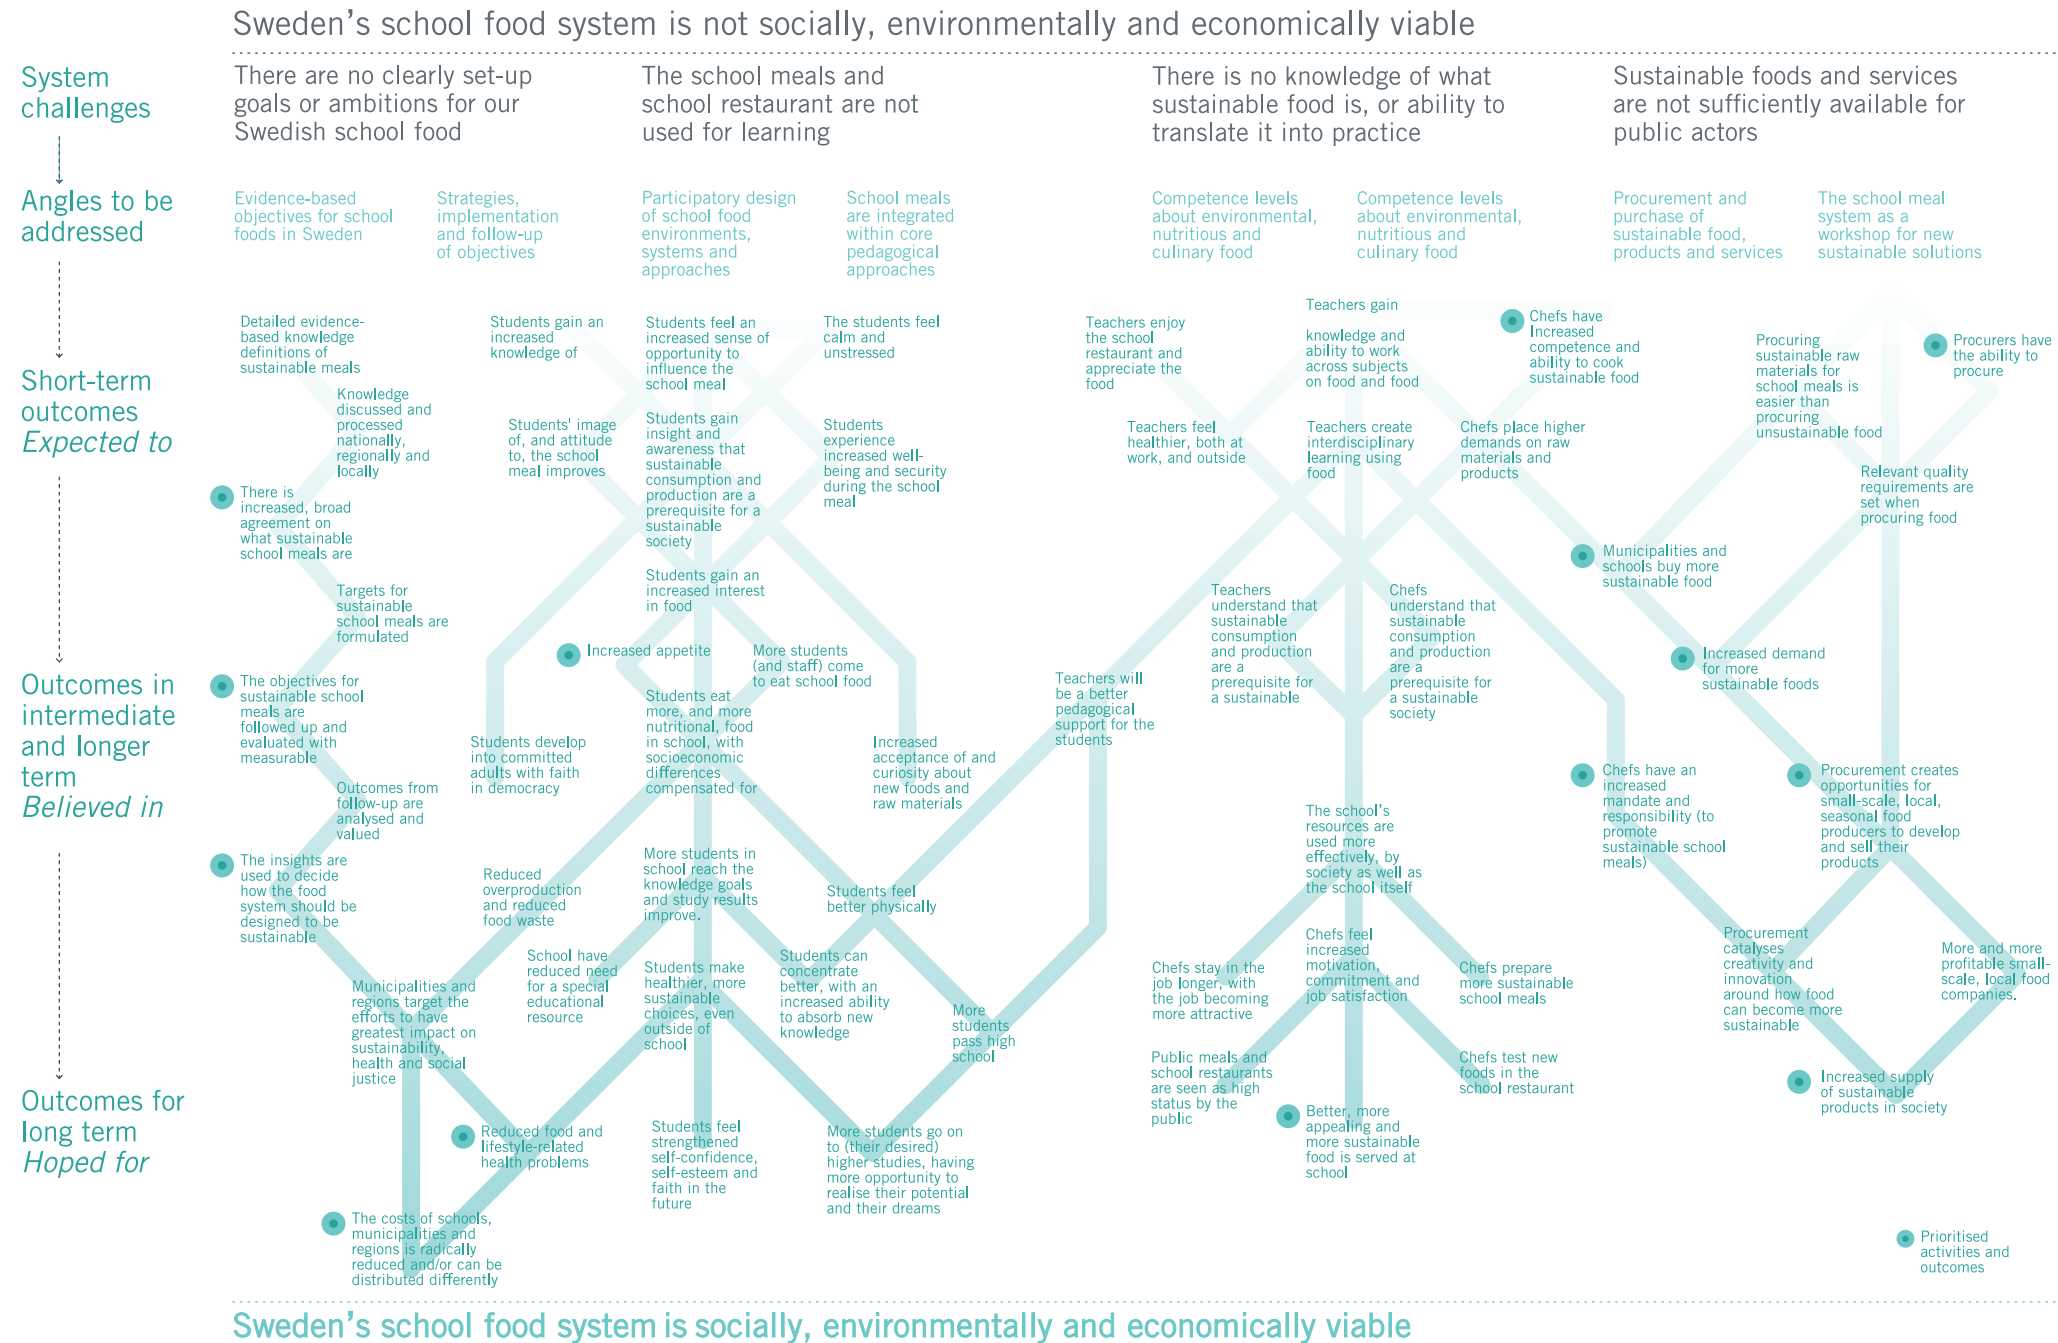 Sweden's school food system is not socially, environmentally and economically viable
System
challenges
There are no clearly set-up
goals or ambitions for our
Swedish school food
The school meals and
school restaurant are not
used for learning
There is no knowledge of what
sustainable food is, or ability to
translate it into practice
Sustainable foods and services
are not sufficiently available for
public actors
Angles to be
addressed
Evidence-based
objectives for school
foods in Sweden
Strategies,
implementation
and follow-up
of objectives
Participatory design
of school food
environments,
systems and
approaches
School meals
are integrated
within core
pedagogical
approaches
Competence levels
about environmental,
nutritious and
culinary food
Competence levels
about environmental,
nutritious and
culinary food
Procurement and
purchase of
sustainable food,
products and services
The school meal
system as a
workshop for new
sustainable solutions
Short-term
outcomes
Expected to
Detailed evidence-
based knowledge
definitions of
sustainable meals
Knowledge
discussed and
processed
nationally,
regionally and
locally
There is
increased, broad
agreement on
what sustainable
school meals are
Targets for
sustainable
school meals are
formulated
Students gain an
increased
knowledge of
Students' image
of, and attitude
to, the school
meal improves
Students feel an
increased sense of
opportunity to
influence the
school meal
Students gain
insight and
awareness that
sustainable
consumption and
production are a
prerequisite for a
sustainable
society
Students gain an
increased interest
in food
The students feel
calm and
unstressed
Students
experience
increased well-
being and security
during the school
meal
Teachers enjoy
the school
restaurant and
appreciate the
food
Teachers feel
healthier, both at
work, and outside
Teachers gain
knowledge and
ability to work
across subjects
on food and food
Teachers create
interdisciplinary
learning using
food
Chefs have
Increased
competence and
ability to cook
sustainable food
Chefs place higher
demands on raw
materials and
products
Procuring
sustainable raw
materials for
school meals is
easier than
procuring
unsustainable food
Procurers have
the ability to
procure
Relevant quality
requirements are
set when
procuring food
Municipalities and
schools buy more
sustainable food
Teachers
understand that
sustainable
consumption
and production
are a
prerequisite for
a sustainable
Chefs
understand that
sustainable
consumption
and production
are a
prerequisite for
a sustainable
society
Increased demand
for more
sustainable foods
Outcomes in
intermediate
and longer
term
Believed in
The objectives for
sustainable school
meals are
followed up and
evaluated with
measurable
Outcomes from
follow-up are
analysed and
valued
The insights are
used to decide
how the food
system should be
designed to be
sustainable
Increased appetite
More students
(and staff) come
to eat school food
Students develop
into committed
adults with faith
in democracy
Students eat
more, and more
nutritional, food
in school, with
socioeconomic
differences
compensated for
Increased
acceptance of and
curiosity about
new foods and
raw materials
Teachers will
be a better
pedagogical
support for the
students
Reduced
overproduction
and reduced
food waste
More students in
school reach the
knowledge goals
and study results
improve.
Students feel
better physically
The school's
resources are
used more
effectively, by
society as well as
the school itself
Chefs have an
increased
mandate and
responsibility (to
promote
sustainable school
meals)
Procurement creates
opportunities for
small-scale, local,
seasonal food
producers to develop
and sell their
products
Municipalities and
regions target the
efforts to have
greatest impact on
sustainability,
health and social
justice
School have
reduced need
for a special
educational
resource
Students make
healthier, more
sustainable
choices, even
outside of
school
Students can
concentrate
better, with an
increased ability
to absorb new
knowledge
More
students
pass high
school
Chefs stay in the
job longer, with
the job becoming
more attractive
Chefs feel
increased
motivation,
commitment and
job satisfaction
Chefs prepare
more sustainable
school meals
Procurement
catalyses
creativity and
innovation
around how food
can become more
sustainable
More and more
profitable small-
scale, local food
companies.
Outcomes for
long term
Hoped for
Public meals and
school restaurants
are seen as high
status by the
public
Chefs test new
foods in the
school restaurant
Increased supply
of sustainable
products in society
Reduced food and
lifestyle-related
health problems
Students feel
strengthened
self-confidence,
self-esteem and
faith in the
future
More students go on
to (their desired)
higher studies, having
more opportunity to
realise their potential
and their dreams
Better, more
appealing and
more sustainable
food is served at
school
The costs of schools,
municipalities and
regions is radically
reduced and/or can be
distributed differently
Prioritised
activities and
outcomes
Sweden's school food system is socially, environmentally and economically viable